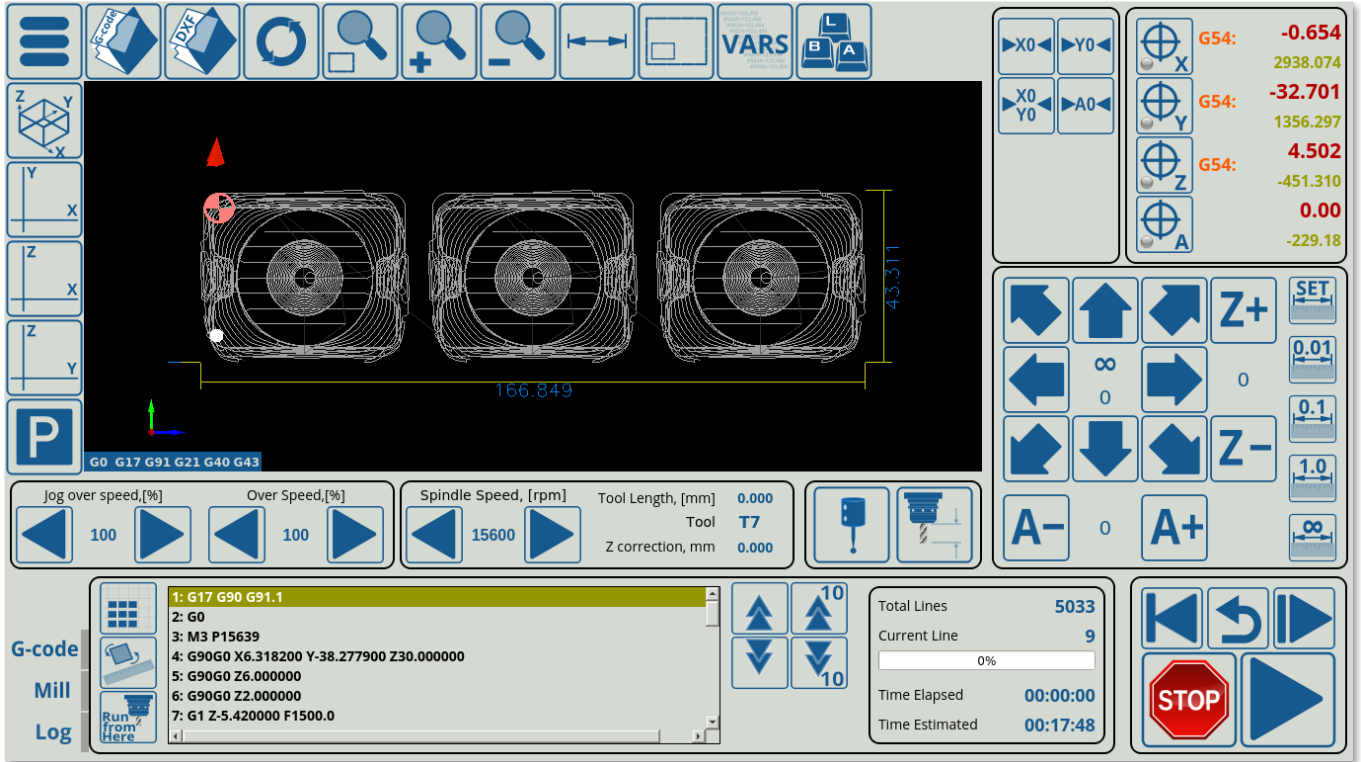 G-code
DXF
VARS
L
B A
Z Y
X
Y
X
Z
X
Z
Y
P
166.849
43.311
G0 G17 G91 G21 G40 G43
X0 Y0
X0
Y0
A0
X G54: -0.654
2938.074
Y G54: -32.701
1356.297
Z G54: 4.502
-451.310
A 0.00
-229.18
Z+
SET
0.01
∞
0
0
0.1
Z-
1.0
A- 0 A+
∞
Jog over speed,[%]
100
Over Speed,[%]
100
Spindle Speed, [rpm]
15600
Tool Length, [mm] 0.000
Tool T7
Z correction, mm 0.000
G-code
Mill
Log
Run
from
Here
1: G17 G90 G91.1
2: G0
3: M3 P15639
4: G90G0 X6.318200 Y-38.277900 Z30.000000
5: G90G0 Z6.000000
6: G90G0 Z2.000000
7: G1 Z-5.420000 F1500.0
10
10
Total Lines 5033
Current Line 9
0%
Time Elapsed 00:00:00
Time Estimated 00:17:48
STOP